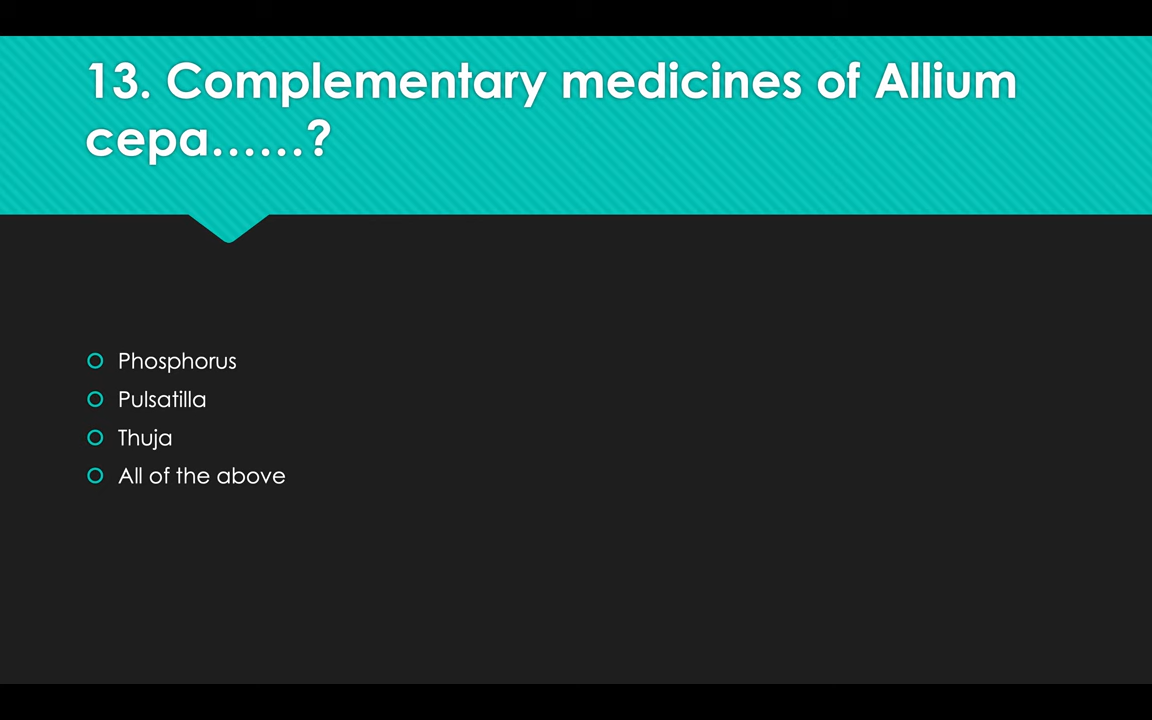 13. Complementary medicines of Allium
cepa......?
Phosphorus
Pulsatilla
Thuja
All of the above